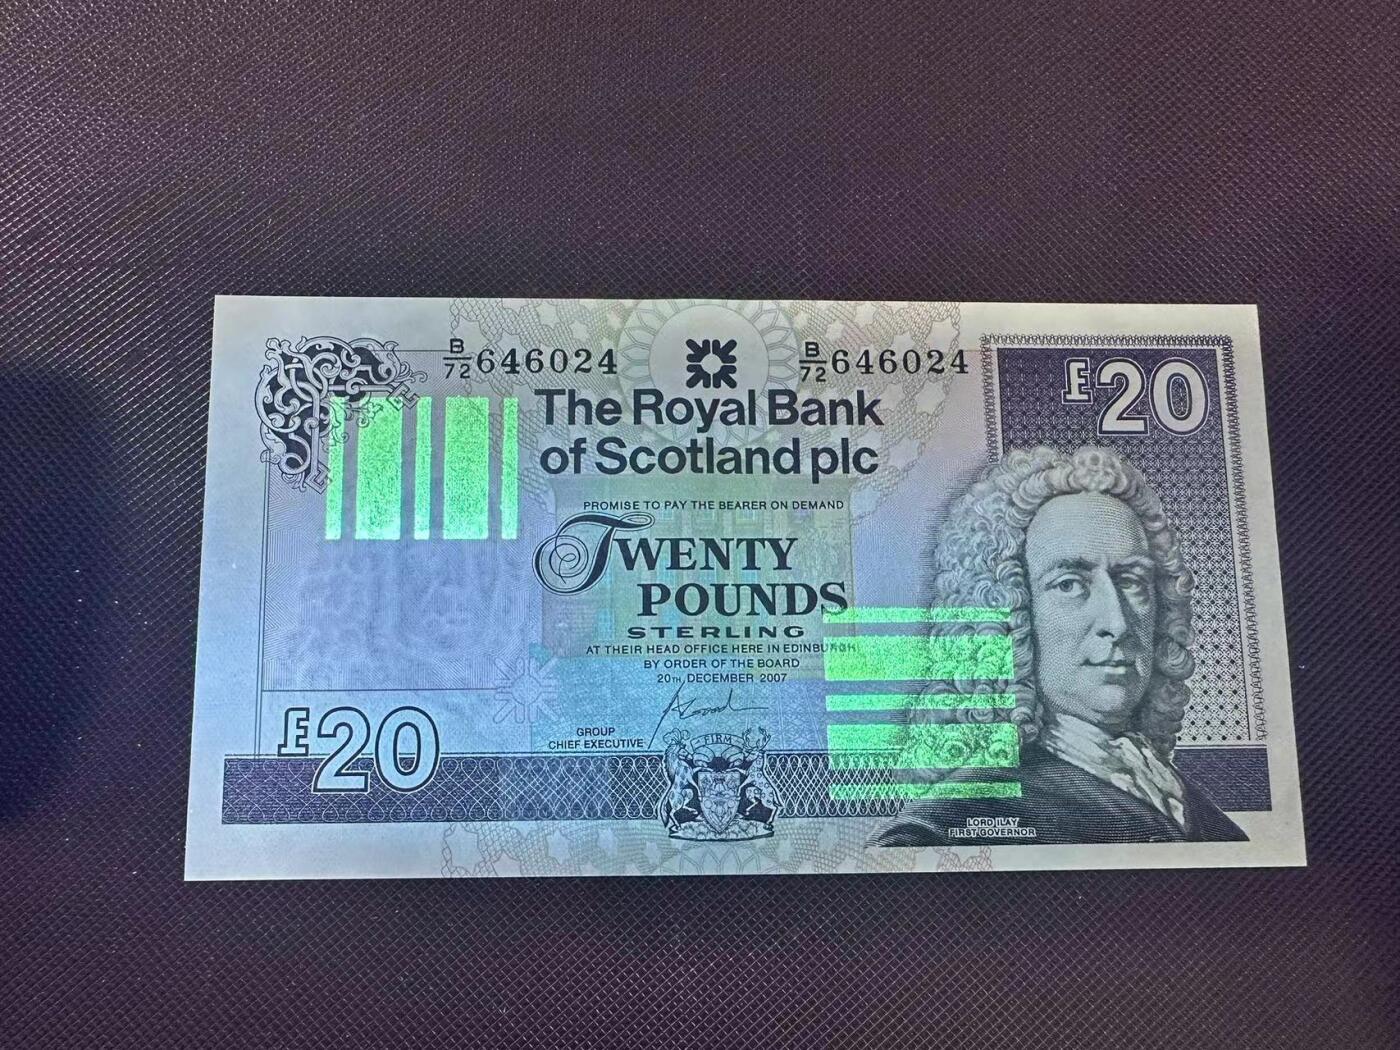 B/72 646024 B/72 646024
£20
The Royal Bank
of Scotland plc
PROMISE TO PAY THE BEARER ON DEMAND
TWENTY
POUNDS
STERLING
AT THEIR HEAD OFFICE HERE IN EDINBURGH
BY ORDER OF THE BOARD
20TH DECEMBER 2007
GROUP
CHIEF EXECUTIVE
£20
FIRM
LORD ILAY
FIRST GOVERNOR